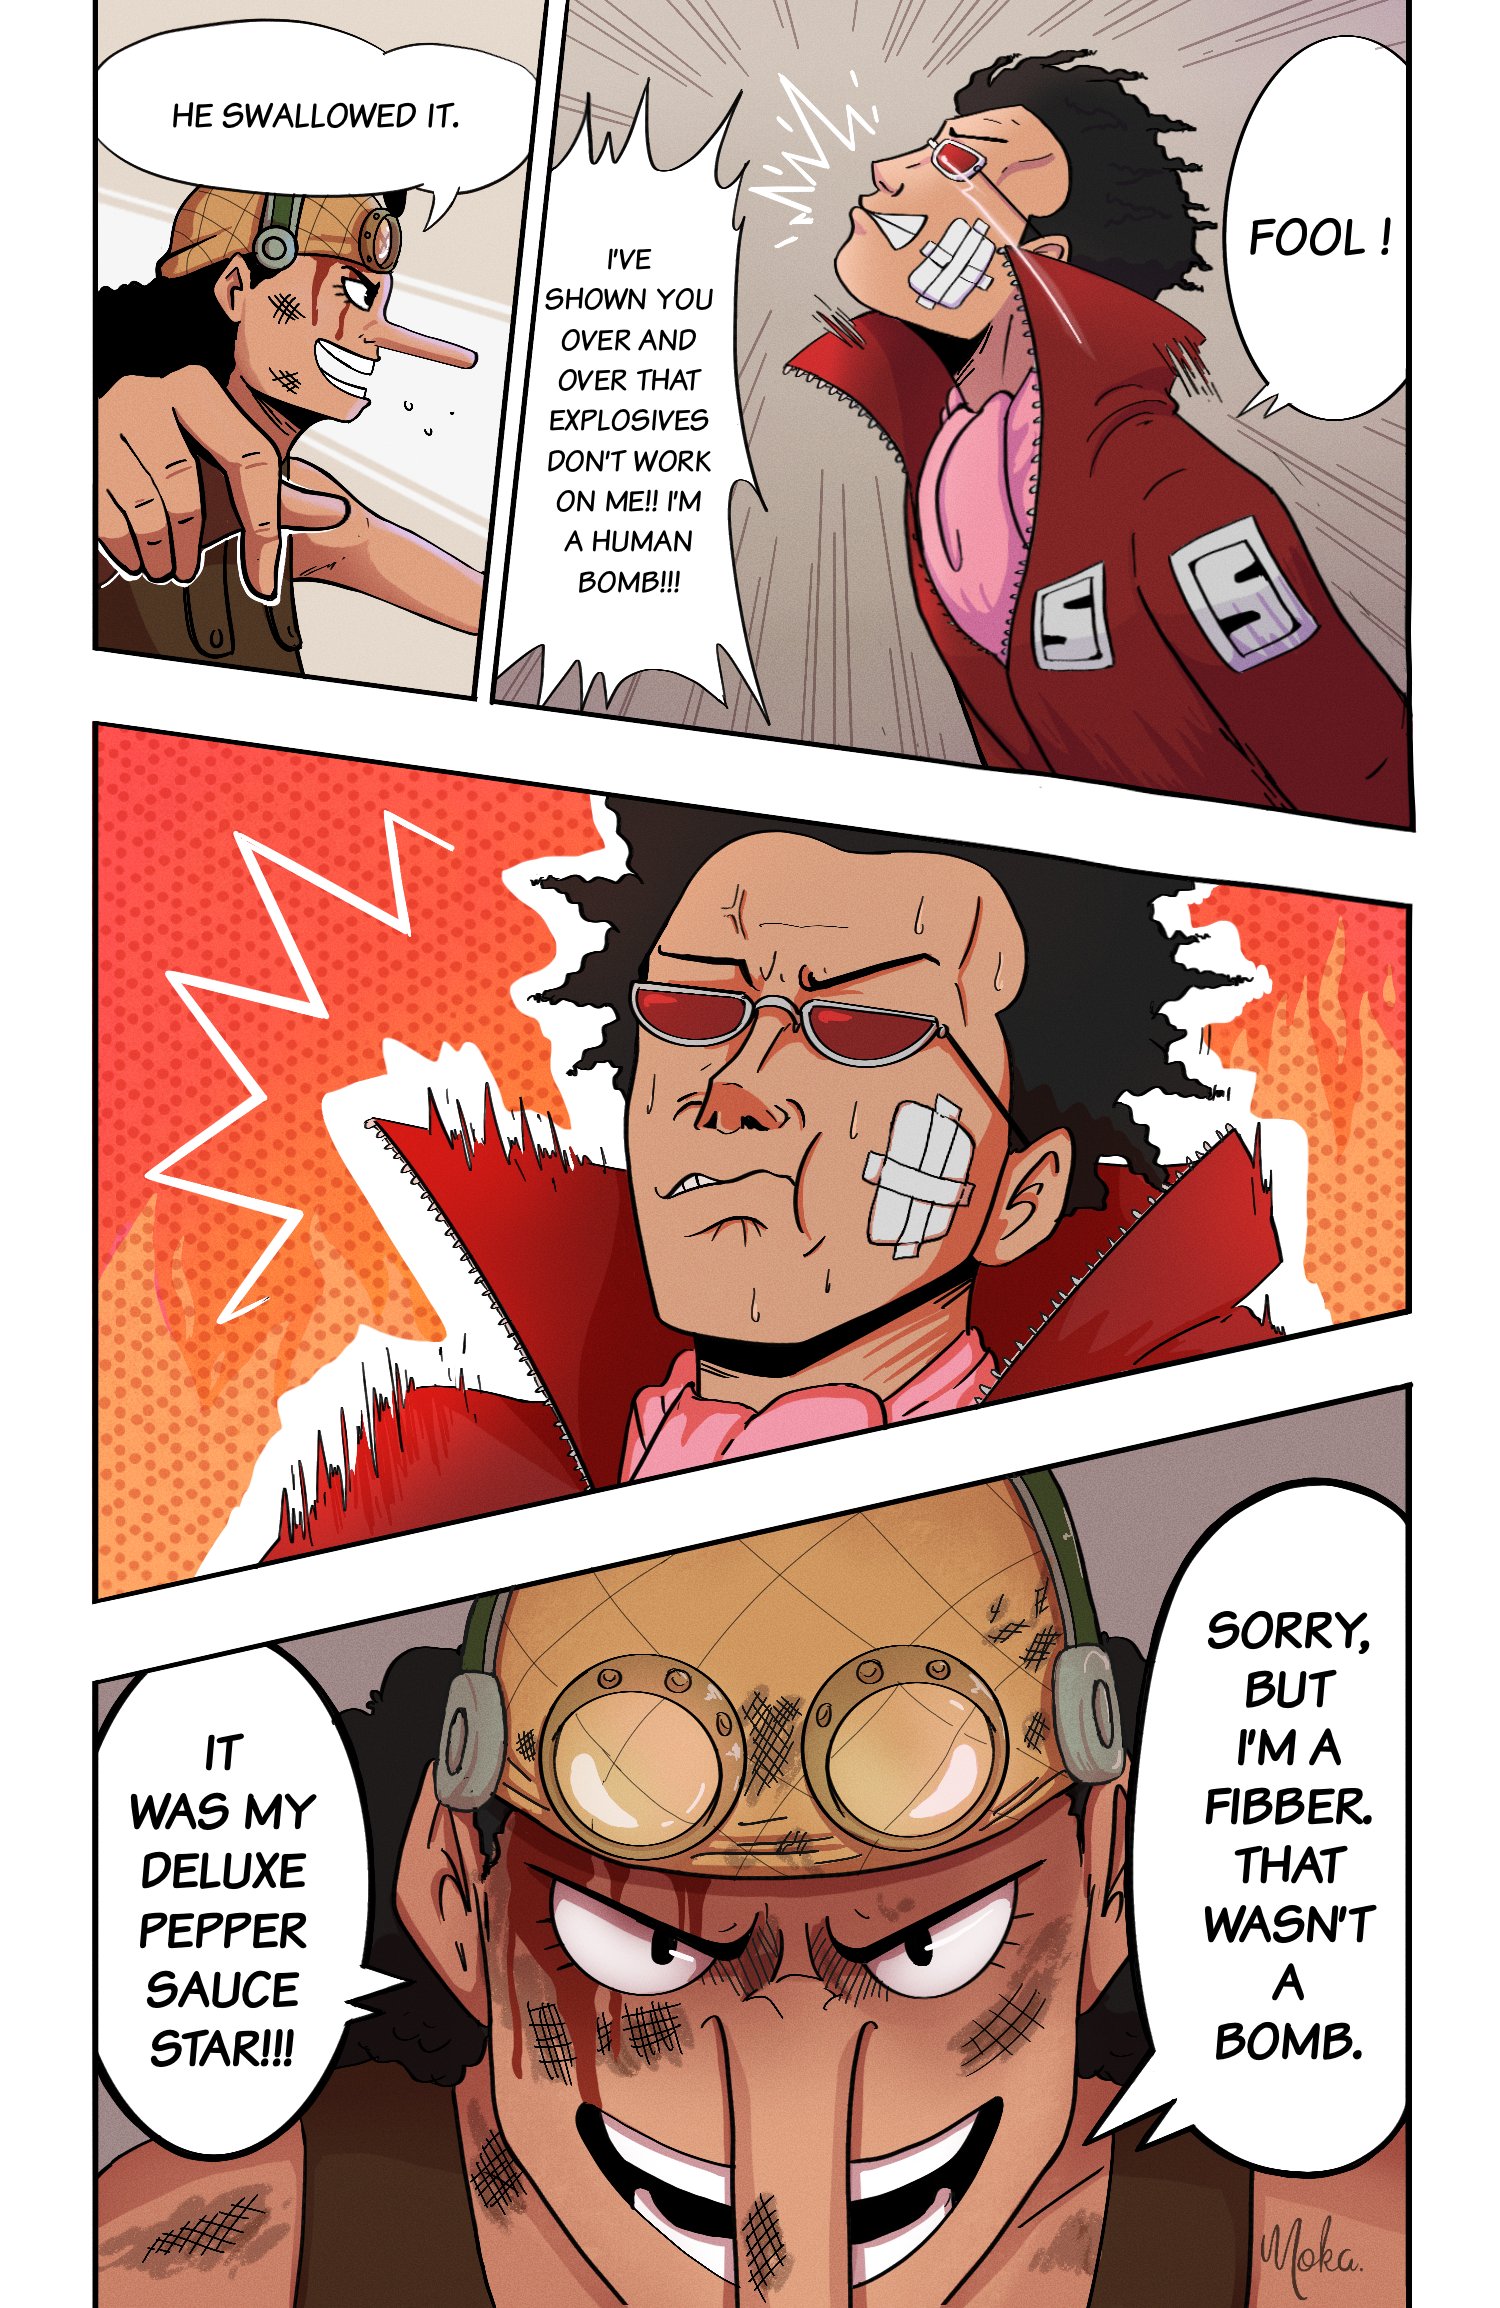 FOOL !
I'VE
SHOWN YOU
OVER AND
OVER THAT
EXPLOSIVES
DON'T WORK
ON ME!! I'M
A HUMAN
BOMB!!!
HE SWALLOWED IT.
SORRY,
BUT
I'M A
FIBBER.
THAT
WASN'T
A
BOMB.
IT
WAS MY
DELUXE
PEPPER
SAUCE
STAR!!!
Moka.